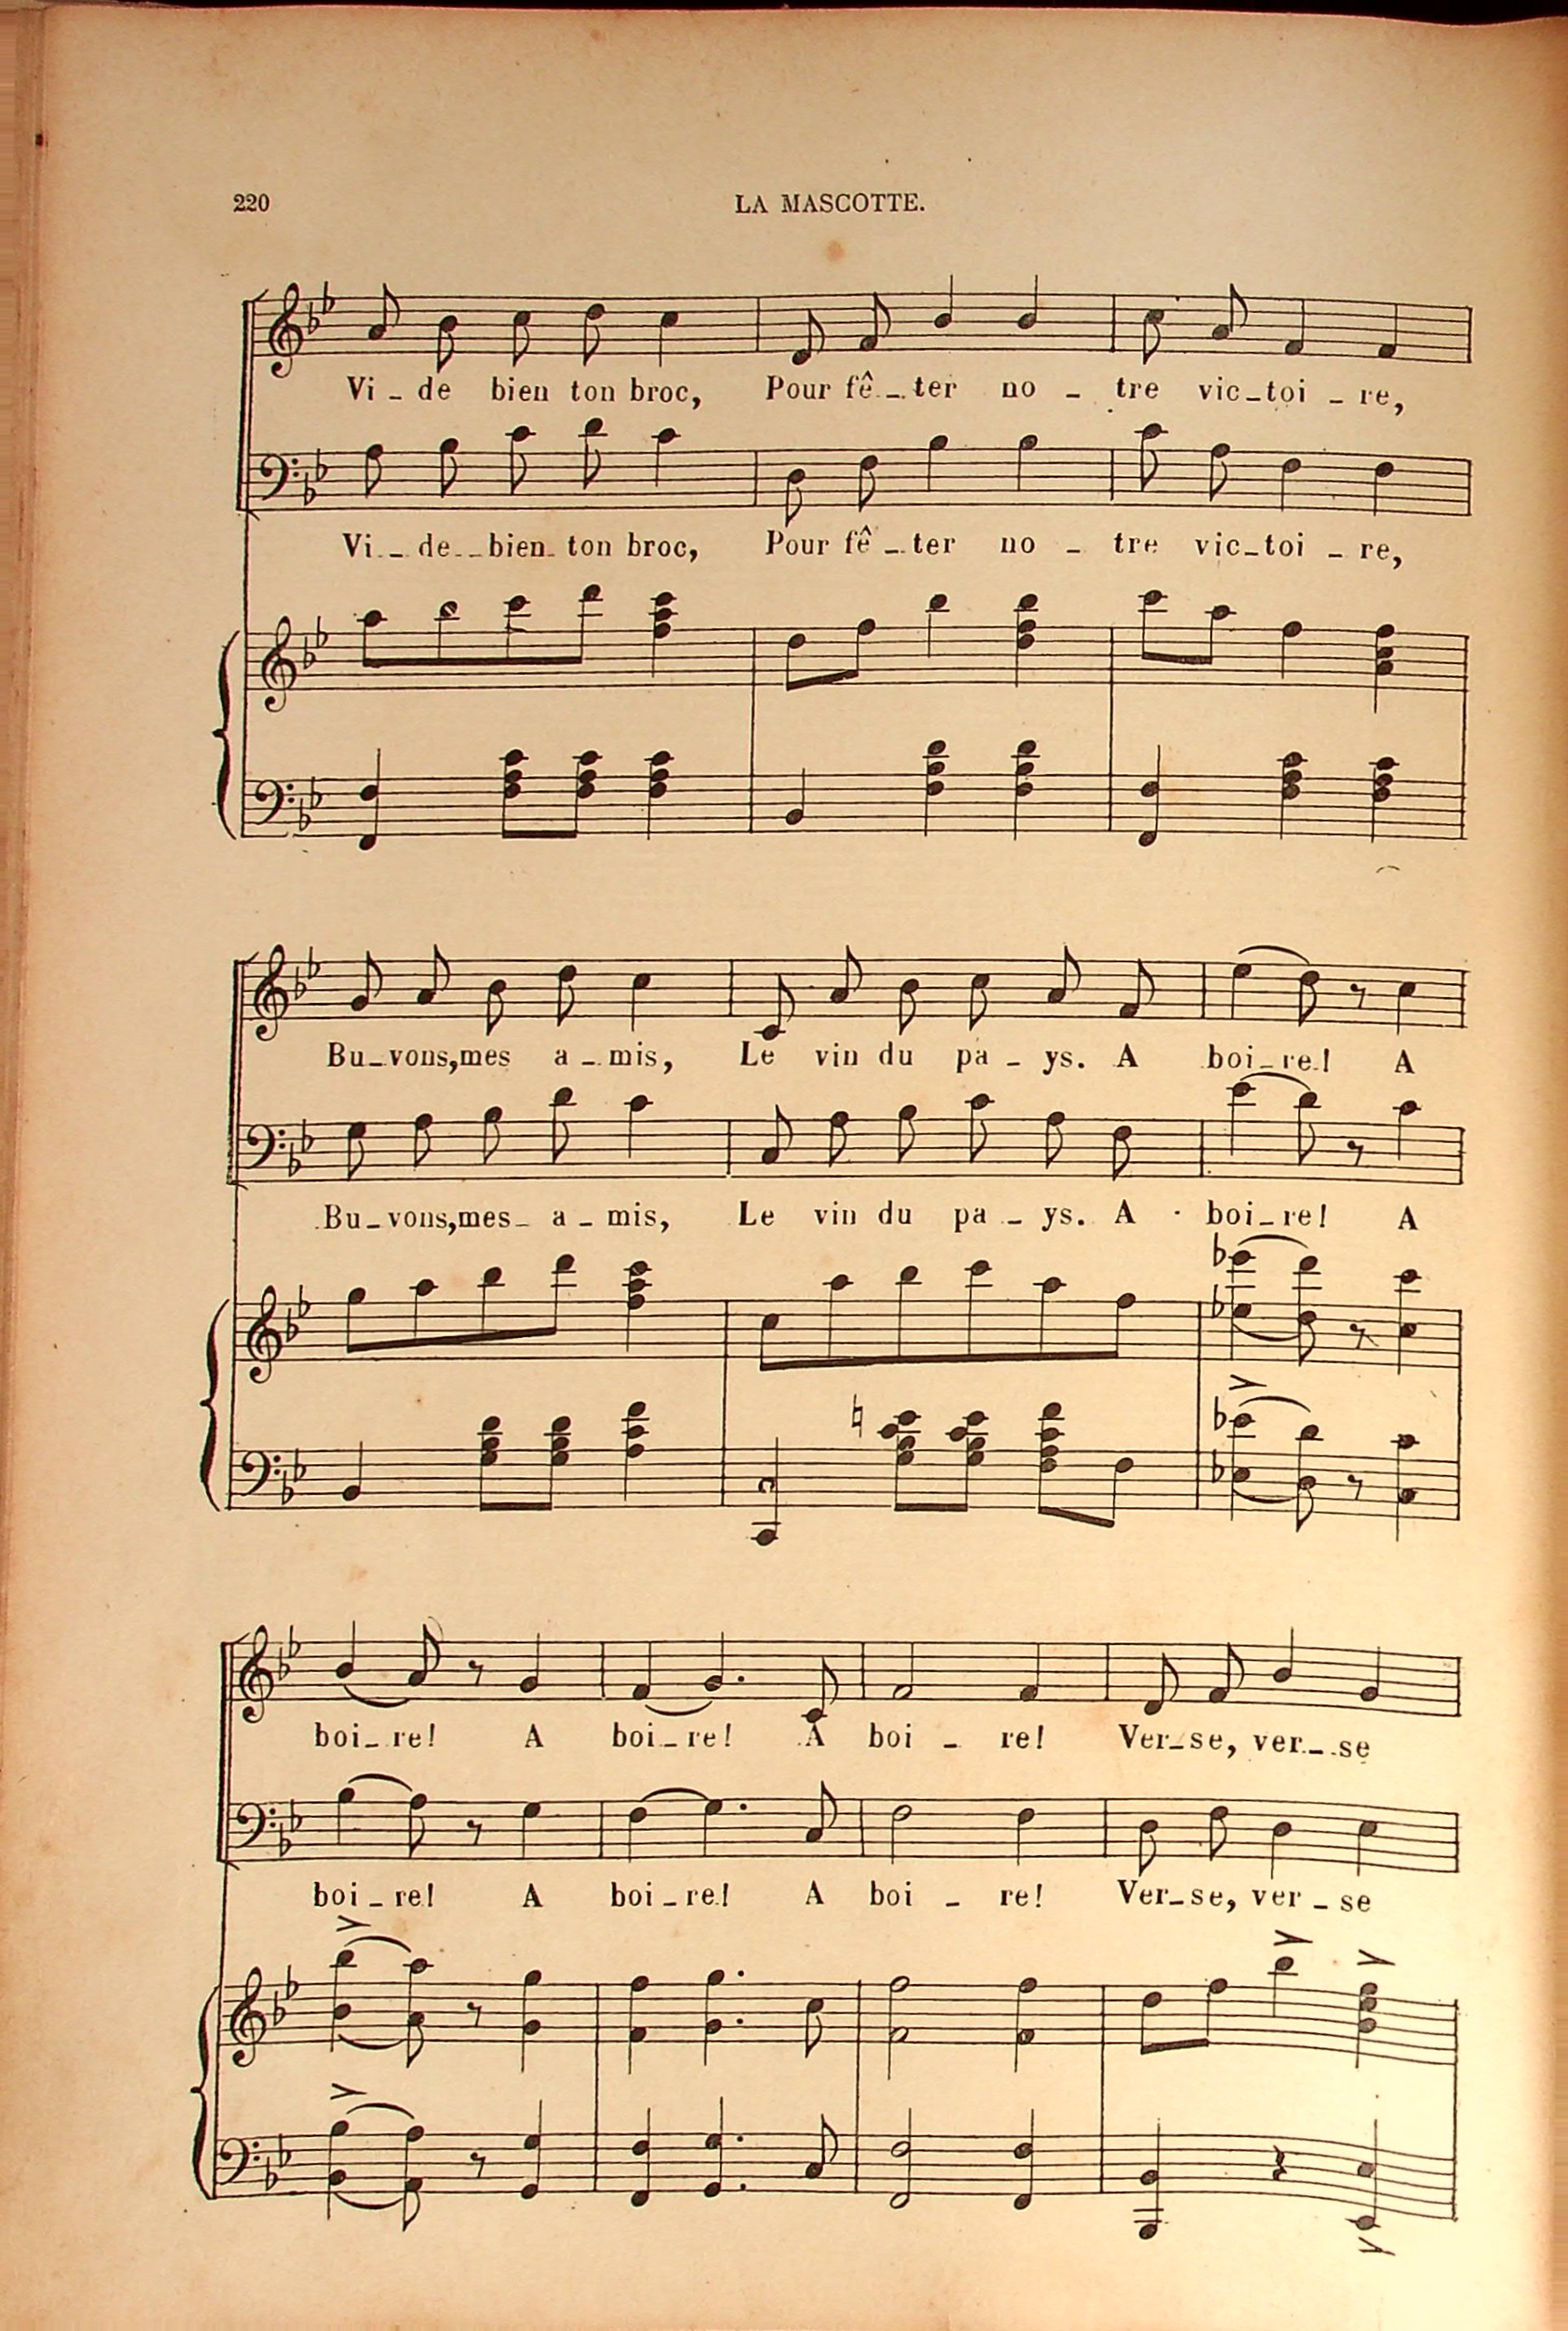 220
LA MASCOTTE.
Vi - de bien ton broc, Pour fê - ter no - tre vic - toi - re,
Vi - de - bien ton broc, Pour fê - ter no - tre vic - toi - re,
Bu - vons, mes a - mis, Le vin du pa - ys. A boi - re! A
Bu - vons, mes - a - mis, Le vin du pa - ys. A boi - re! A
boi - re! A boi - re! A boi - re! Ver - se, ver - se
boi - re! A boi - re! A boi - re! Ver - se, ver - se